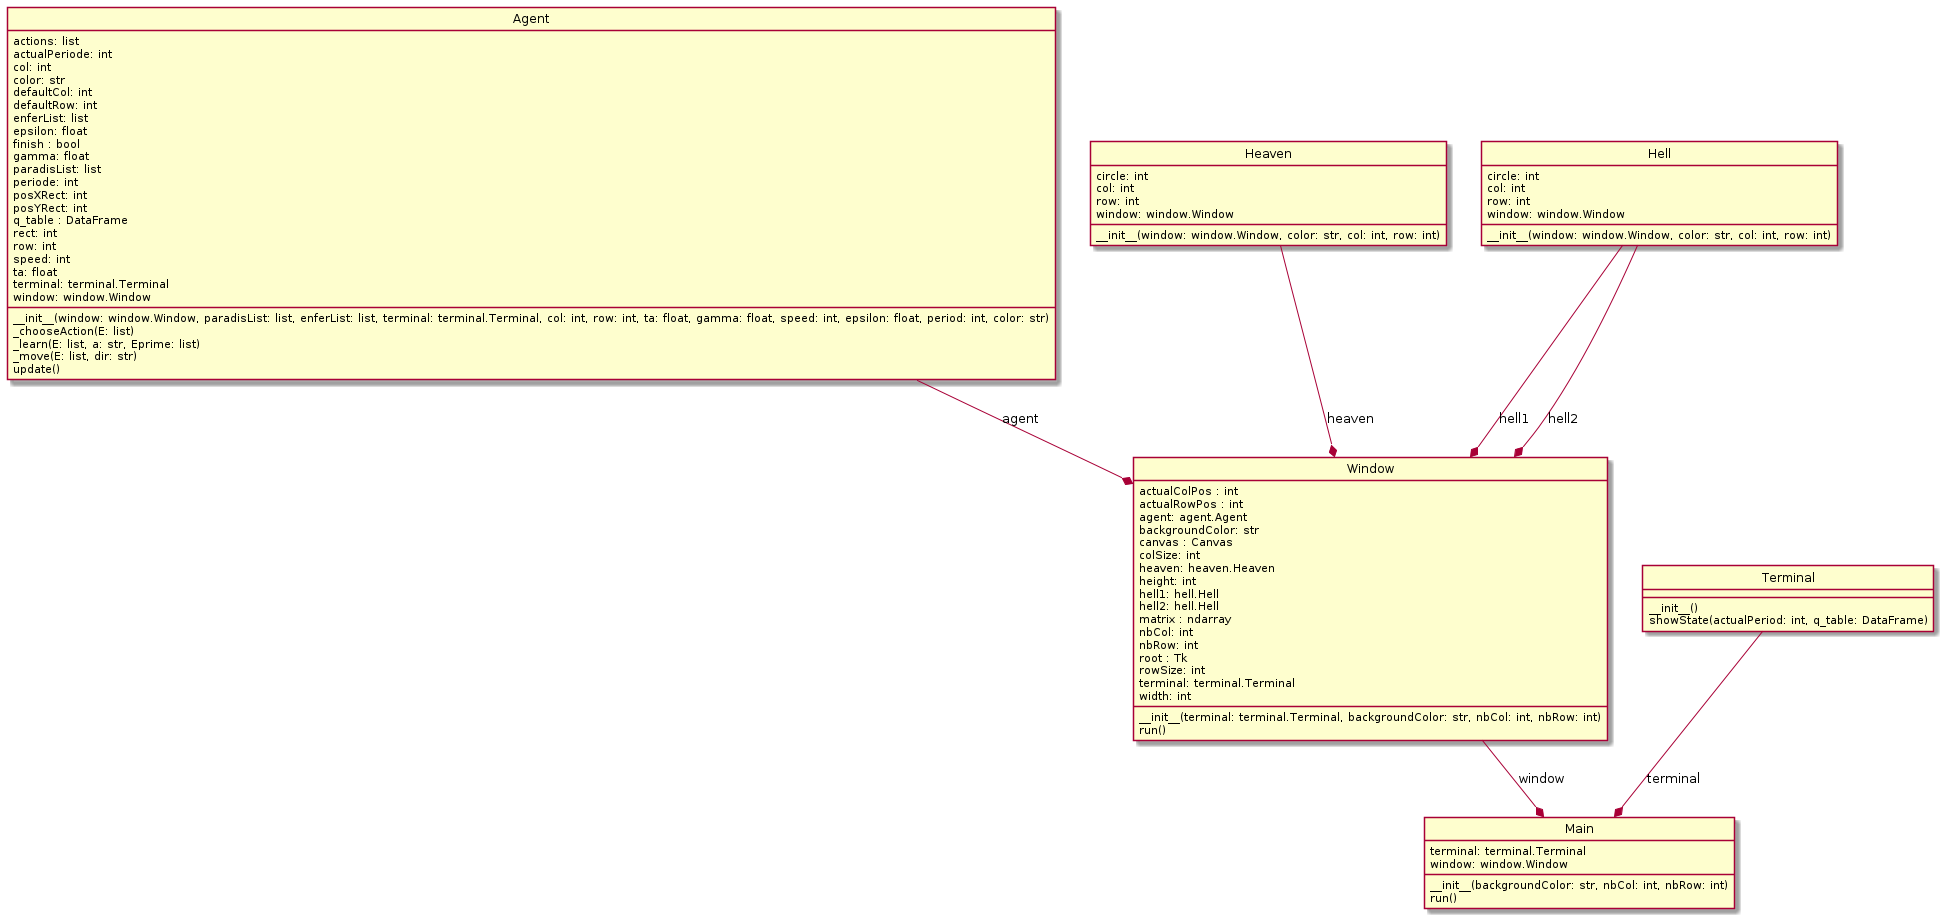 Agent
actions: list
actualPeriode: int
col: int
color: str
defaultCol: int
defaultRow: int
enferList: list
epsilon: float
finish : bool
gamma: float
paradisList: list
periode: int
posXRect: int
posYRect: int
q_table : DataFrame
rect: int
row: int
speed: int
ta: float
terminal: terminal.Terminal
window: window.Window
__init__(window: window.Window, paradisList: list, enferList: list, terminal: terminal.Terminal, col: int, row: int, ta: float, gamma: float, speed: int, epsilon: float, period: int, color: str)
_chooseAction(E: list)
_learn(E: list, a: str, Eprime: list)
_move(E: list, dir: str)
update()
Heaven
circle: int
col: int
row: int
window: window.Window
__init__(window: window.Window, color: str, col: int, row: int)
Hell
circle: int
col: int
row: int
window: window.Window
__init__(window: window.Window, color: str, col: int, row: int)
agent
heaven
hell1
hell2
Window
actualColPos : int
actualRowPos : int
agent: agent.Agent
backgroundColor: str
canvas : Canvas
colSize: int
heaven: heaven.Heaven
height: int
hell1: hell.Hell
hell2: hell.Hell
matrix : ndarray
nbCol: int
nbRow: int
root : Tk
rowSize: int
terminal: terminal.Terminal
width: int
__init__(terminal: terminal.Terminal, backgroundColor: str, nbCol: int, nbRow: int)
run()
Terminal
__init__()
showState(actualPeriod: int, q_table: DataFrame)
window
terminal
Main
terminal: terminal.Terminal
window: window.Window
__init__(backgroundColor: str, nbCol: int, nbRow: int)
run()